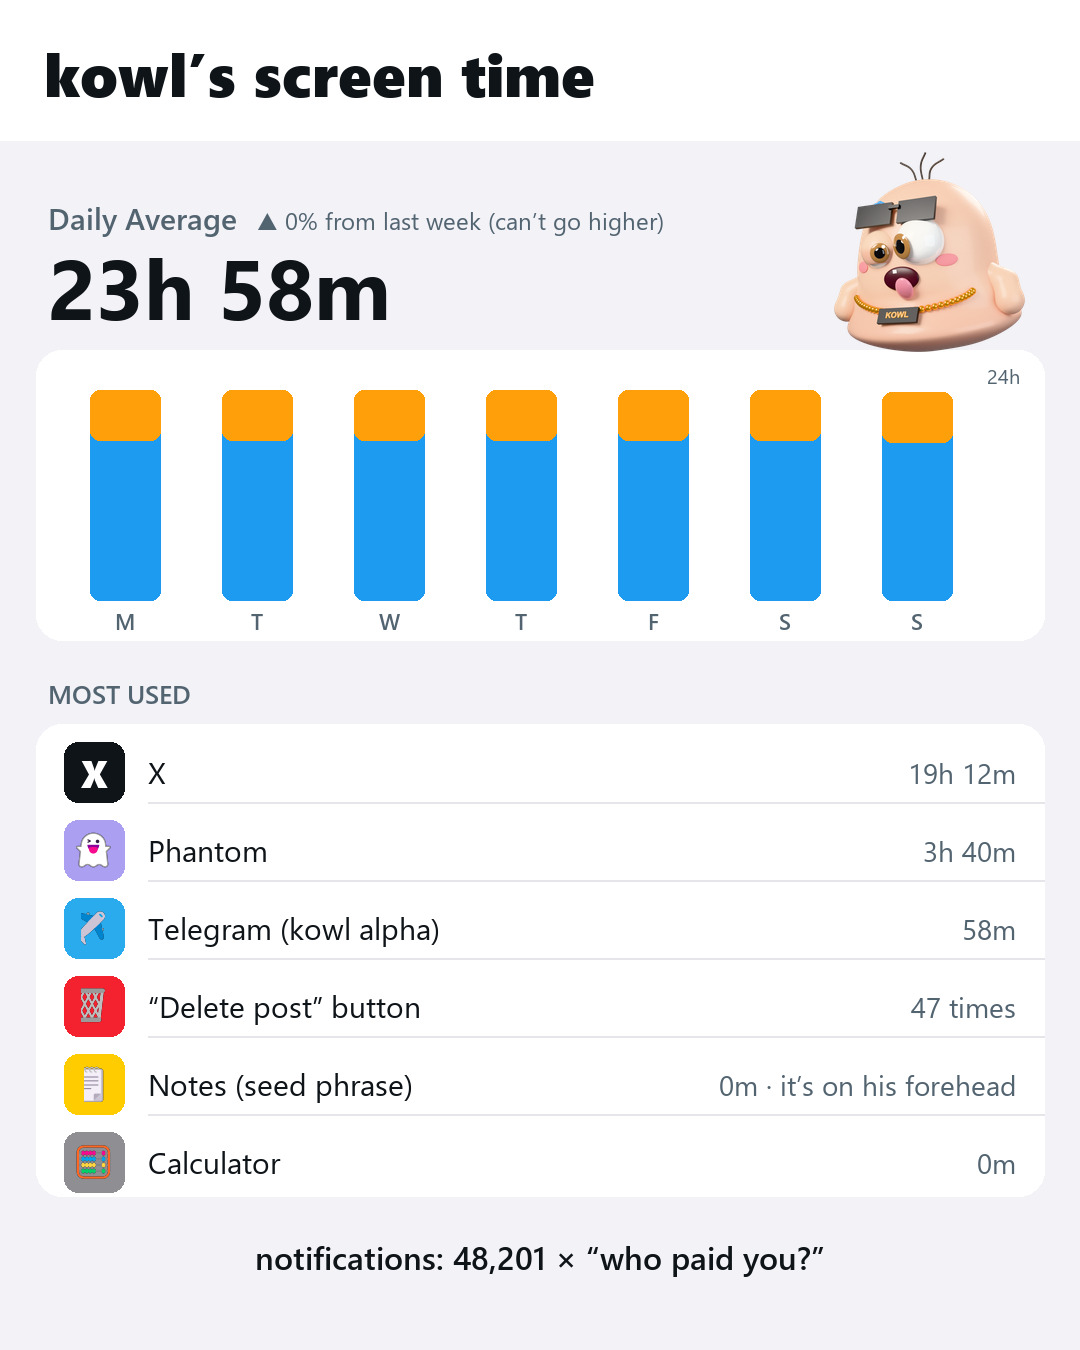 kowl’s screen time
Daily Average ▲ 0% from last week (can’t go higher)
23h 58m
KOWL
24h
M T W T F S S
MOST USED
X X 19h 12m
Phantom 3h 40m
Telegram (kowl alpha) 58m
“Delete post” button 47 times
Notes (seed phrase) 0m · it’s on his forehead
Calculator 0m
notifications: 48,201 × “who paid you?”